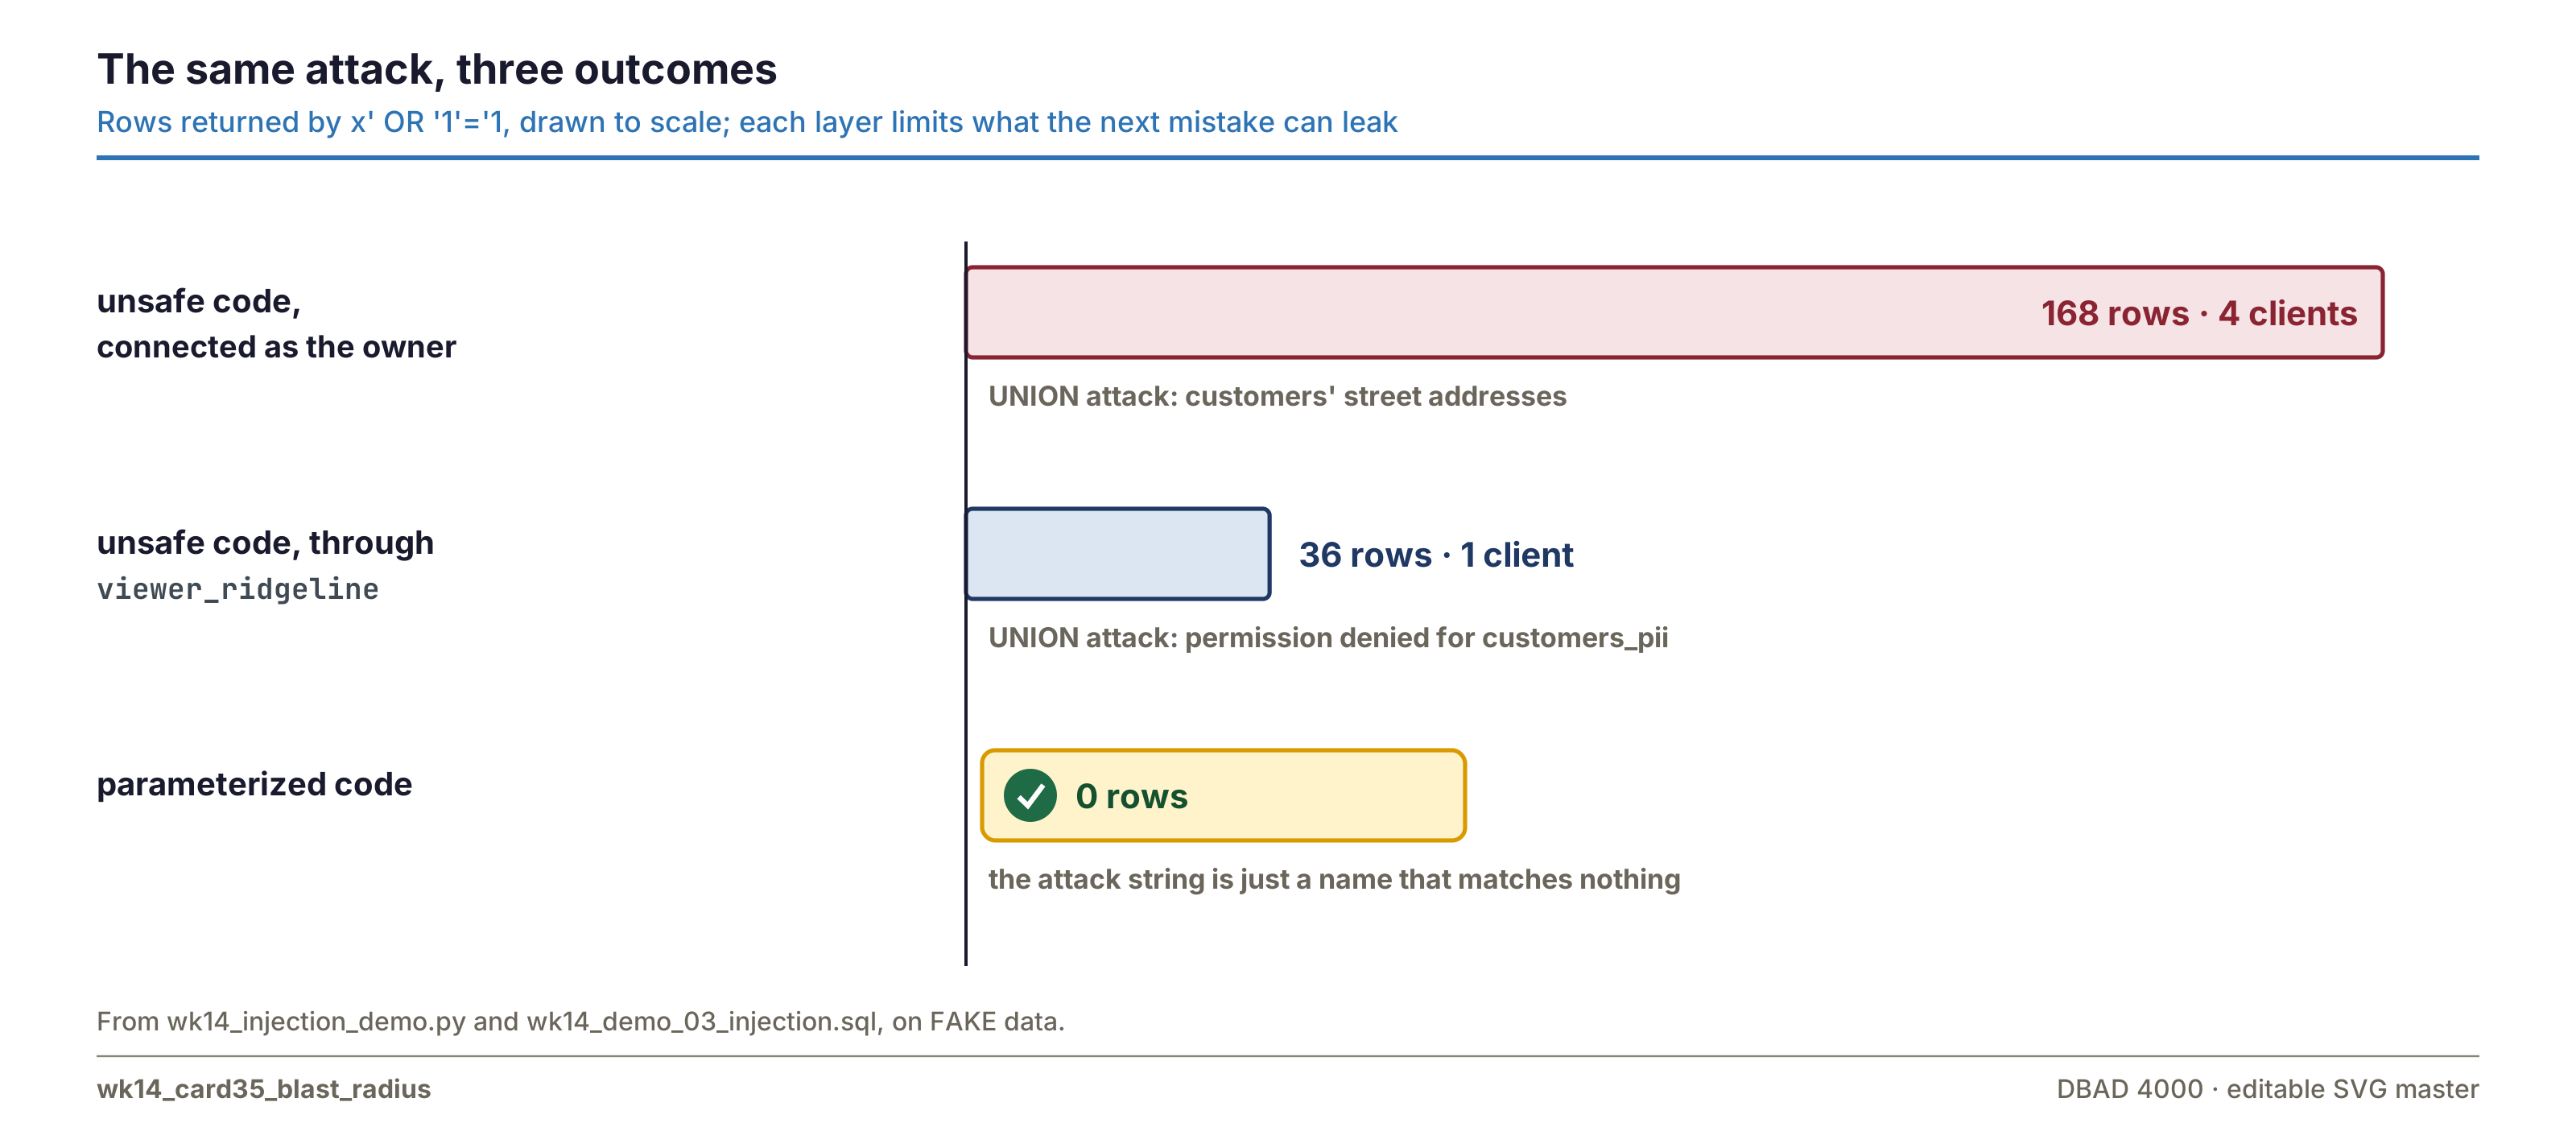 The same attack, three outcomes
Rows returned by x' OR '1'='1, drawn to scale; each layer limits what the next mistake can leak
unsafe code,
connected as the owner
168 rows · 4 clients
UNION attack: customers' street addresses
unsafe code, through
viewer_ridgeline
36 rows · 1 client
UNION attack: permission denied for customers_pii
parameterized code
0 rows
the attack string is just a name that matches nothing
From wk14_injection_demo.py and wk14_demo_03_injection.sql, on FAKE data.
wk14_card35_blast_radius
DBAD 4000 · editable SVG master